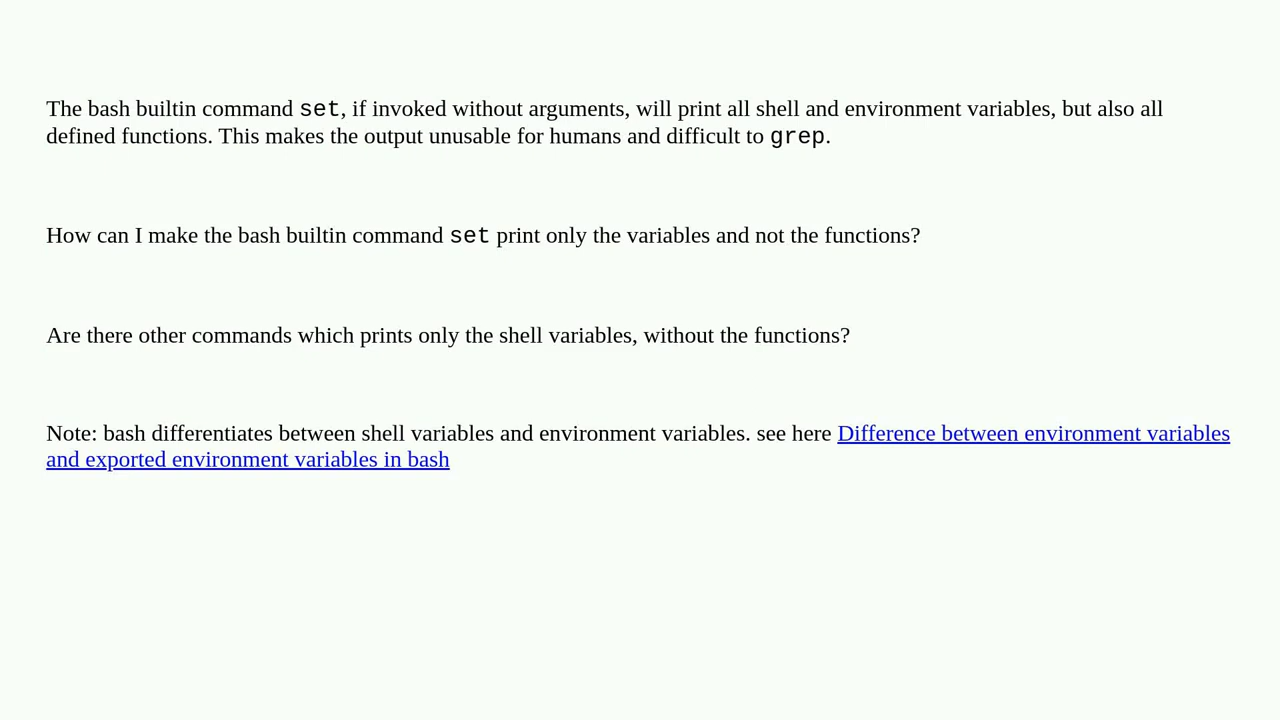 The bash builtin command set, if invoked without arguments, will print all shell and environment variables, but also all
defined functions. This makes the output unusable for humans and difficult to grep.
How can I make the bash builtin command set print only the variables and not the functions?
Are there other commands which prints only the shell variables, without the functions?
Note: bash differentiates between shell variables and environment variables. see here Difference between environment variables
and exported environment variables in bash